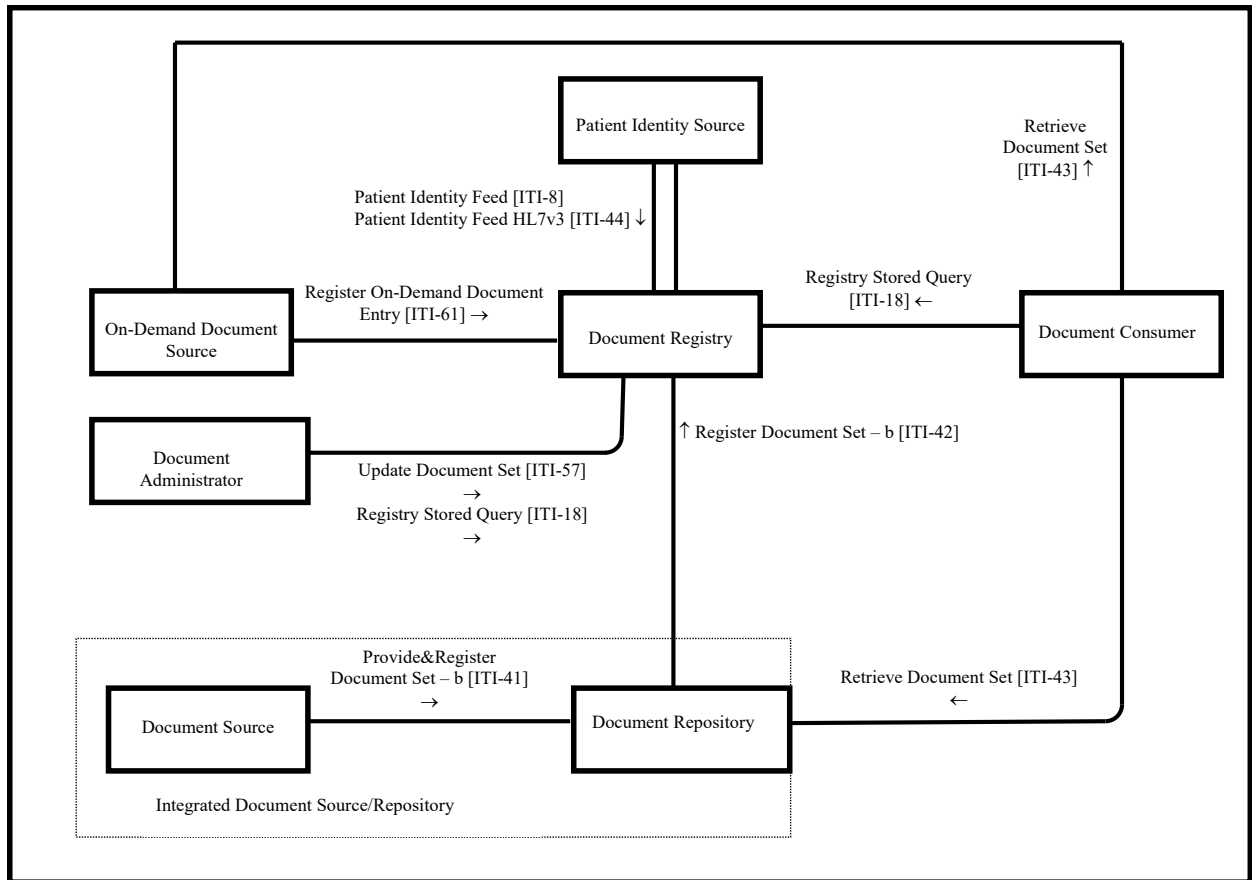 Patient Identity Source
Retrieve
Document Set
[ITI-43] ↑
Patient Identity Feed [ITI-8]
Patient Identity Feed HL7v3 [ITI-44] ↓
Register On-Demand Document
Entry [ITI-61] →
Registry Stored Query
[ITI-18] ←
On-Demand Document
Source
Document Registry
Document Consumer
↑ Register Document Set – b [ITI-42]
Document
Administrator
Update Document Set [ITI-57]
→
Registry Stored Query [ITI-18]
→
Provide&Register
Document Set – b [ITI-41]
→
Retrieve Document Set [ITI-43]
←
Document Source
Document Repository
Integrated Document Source/Repository